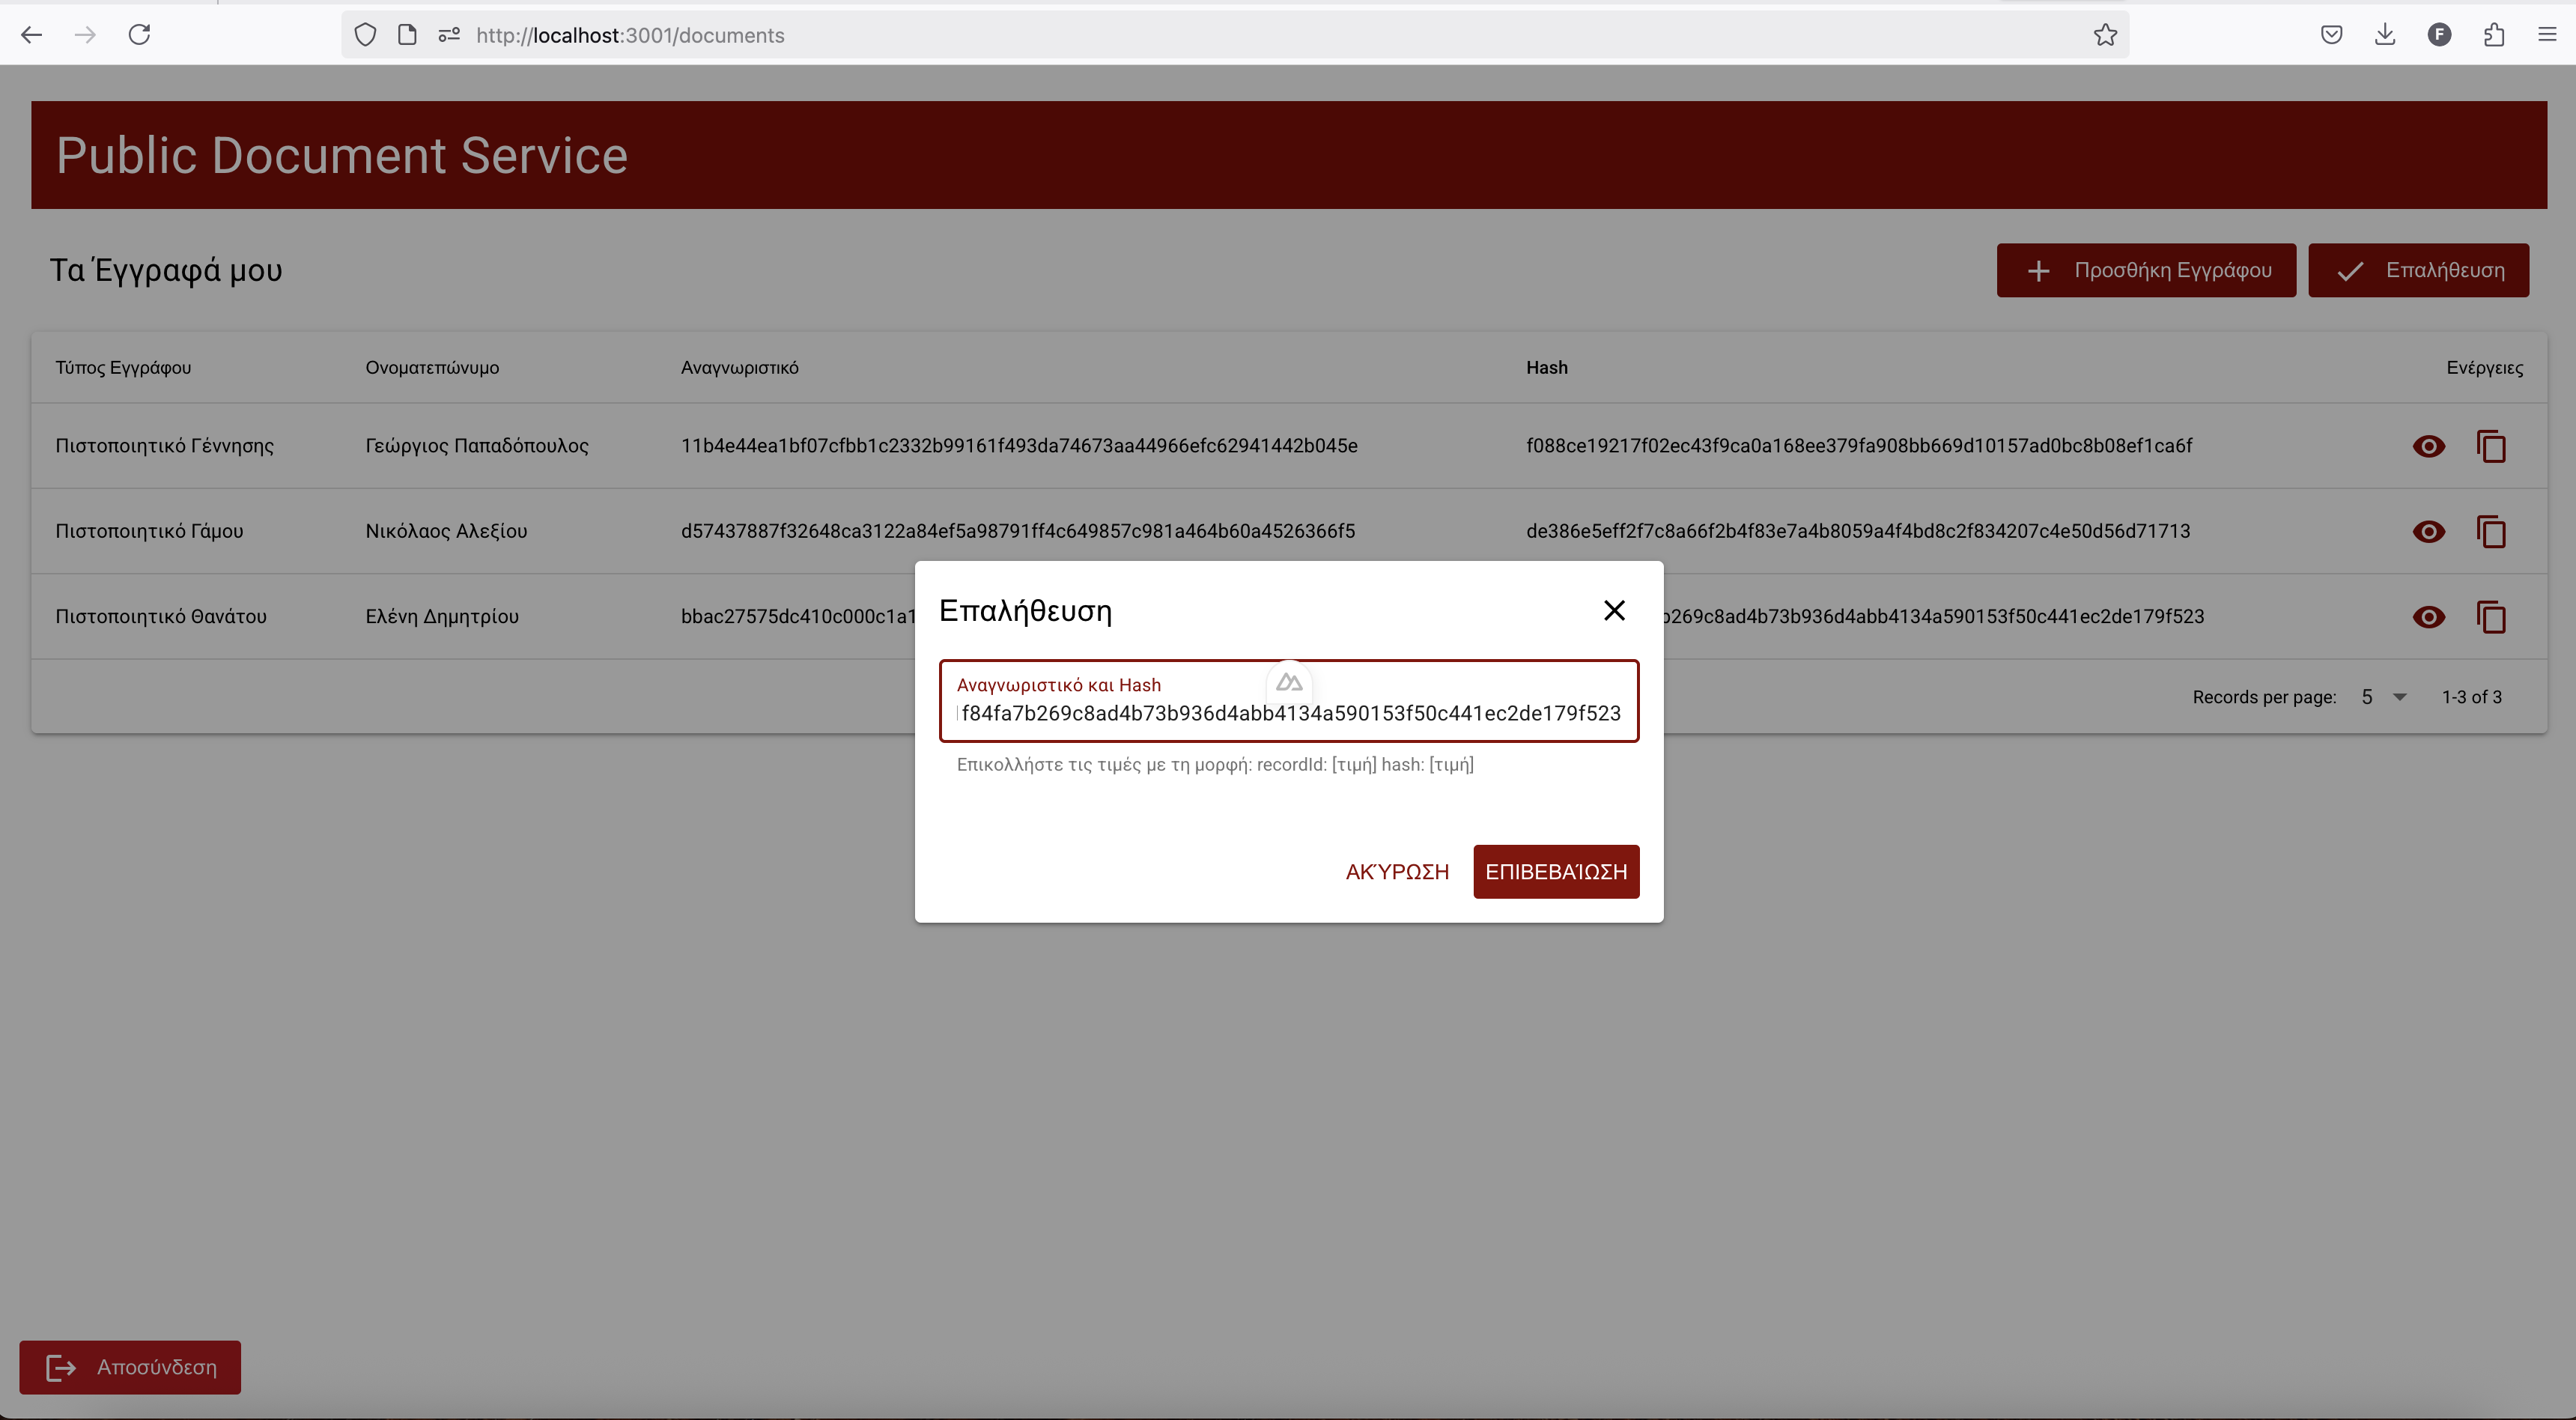 http://localhost:3001/documents
F
Public Document Service
Τα Έγγραφά μου
Προσθήκη Εγγράφου
Επαλήθευση
Τύπος Εγγράφου Ονοματεπώνυμο Αναγνωριστικό Hash Ενέργειες
Πιστοποιητικό Γέννησης Γεώργιος Παπαδόπουλος 11b4e44ea1bf07cfbb1c2332b99161f493da74673aa44966efc62941442b045e f088ce19217f02ec43f9ca0a168ee379fa908bb669d10157ad0bc8b08ef1ca6f
Πιστοποιητικό Γάμου Νικόλαος Αλεξίου d57437887f32648ca3122a84ef5a98791ff4c649857c981a464b60a4526366f5 de386e5eff2f7c8a66f2b4f83e7a4b8059a4f4bd8c2f834207c4e50d56d71713
Πιστοποιητικό Θανάτου Ελένη Δημητρίου bbac27575dc410c000c1a1 b269c8ad4b73b936d4abb4134a590153f50c441ec2de179f523
Records per page: 5 1-3 of 3
Επαλήθευση
Αναγνωριστικό και Hash
f84fa7b269c8ad4b73b936d4abb4134a590153f50c441ec2de179f523
Επικολλήστε τις τιμές με τη μορφή: recordId: [τιμή] hash: [τιμή]
ΑΚΎΡΩΣΗ ΕΠΙΒΕΒΑΊΩΣΗ
Αποσύνδεση